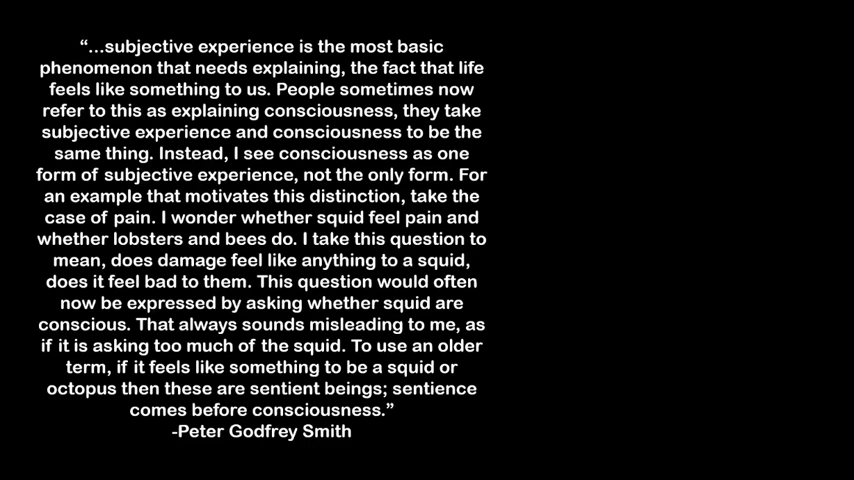 “...subjective experience is the most basic
phenomenon that needs explaining, the fact that life
feels like something to us. People sometimes now
refer to this as explaining consciousness, they take
subjective experience and consciousness to be the
same thing. Instead, I see consciousness as one
form of subjective experience, not the only form. For
an example that motivates this distinction, take the
case of pain. I wonder whether squid feel pain and
whether lobsters and bees do. I take this question to
mean, does damage feel like anything to a squid,
does it feel bad to them. This question would often
now be expressed by asking whether squid are
conscious. That always sounds misleading to me, as
if it is asking too much of the squid. To use an older
term, if it feels like something to be a squid or
octopus then these are sentient beings; sentience
comes before consciousness.”
-Peter Godfrey Smith